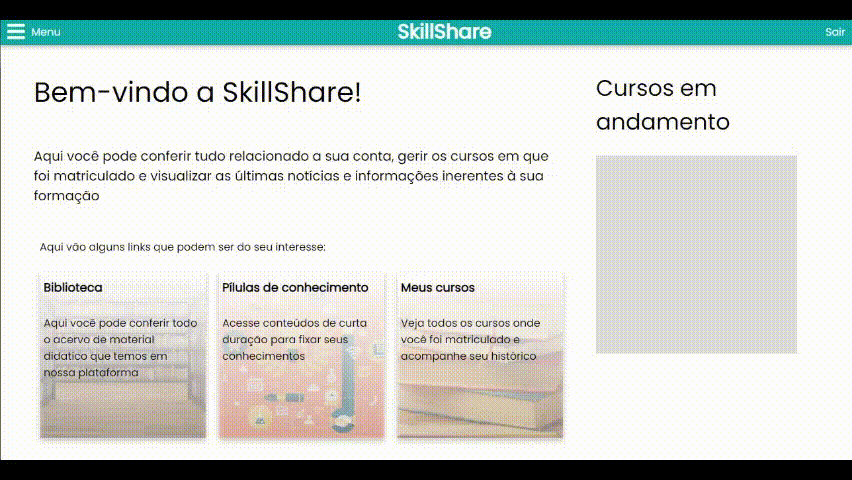 Menu
SkillShare
Sair
Bem-vindo a SkillShare!
Aqui você pode conferir tudo relacionado a sua conta, gerir os cursos em que
foi matriculado e visualizar as últimas notícias e informações inerentes à sua
formação
Aqui vão alguns links que podem ser do seu interesse:
Biblioteca
Aqui você pode conferir todo
o acervo de material
didatico que temos em
nossa plataforma
Pílulas de conhecimento
Acesse conteúdos de curta
duração para fixar seus
conhecimentos
Meus cursos
Veja todos os cursos onde
você foi matriculado e
acompanhe seu histórico
Cursos em
andamento